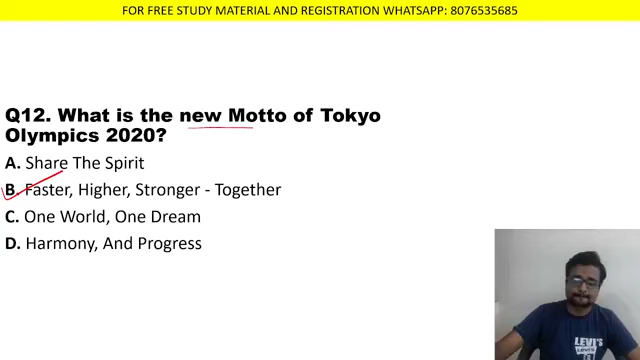 FOR FREE STUDY MATERIAL AND REGISTRATION WHATSAPP: 8076535685
Q12. What is the new Motto of Tokyo
Olympics 2020?
A. Share The Spirit
B. Faster, Higher, Stronger - Together
C. One World, One Dream
D. Harmony, And Progress
LEVI'S